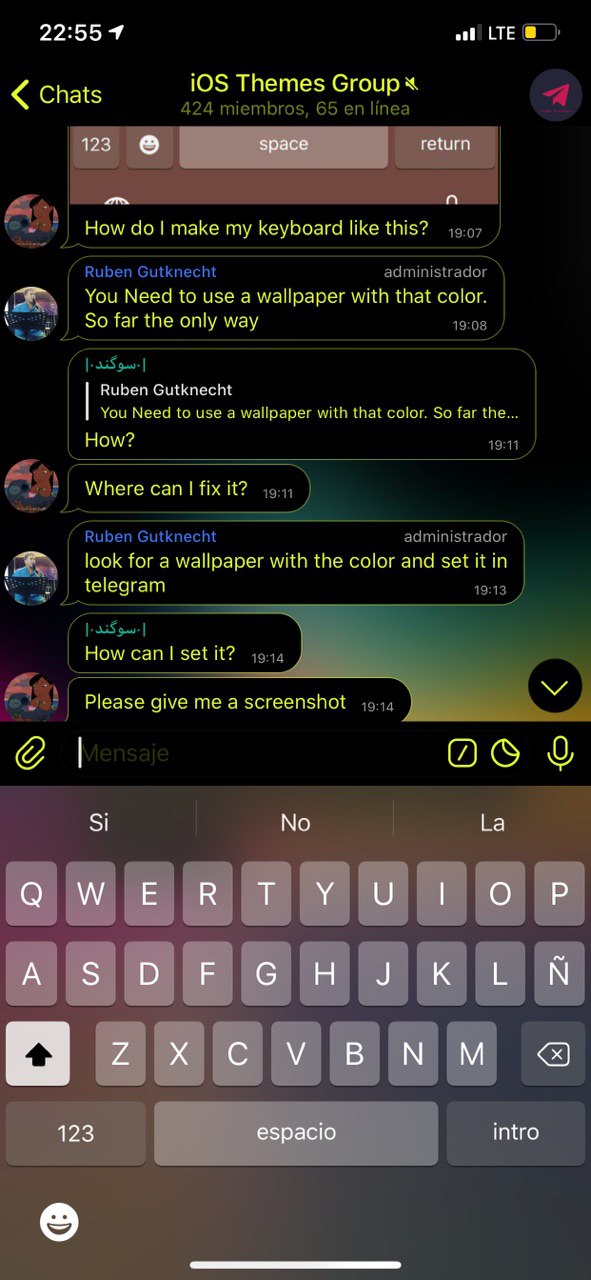 22:55
LTE
Chats
iOS Themes Group
424 miembros, 65 en línea
123
space
return
How do I make my keyboard like this?
19:07
Ruben Gutknecht
administrador
You Need to use a wallpaper with that color.
So far the only way
19:08
|·سوگند·|
Ruben Gutknecht
You Need to use a wallpaper with that color. So far the...
How?
19:11
Where can I fix it?
19:11
Ruben Gutknecht
administrador
look for a wallpaper with the color and set it in
telegram
19:13
|·سوگند·|
How can I set it?
19:14
Please give me a screenshot
19:14
Mensaje
Si
No
La
Q W E R T Y U I O P
A S D F G H J K L Ñ
Z X C V B N M
123
espacio
intro